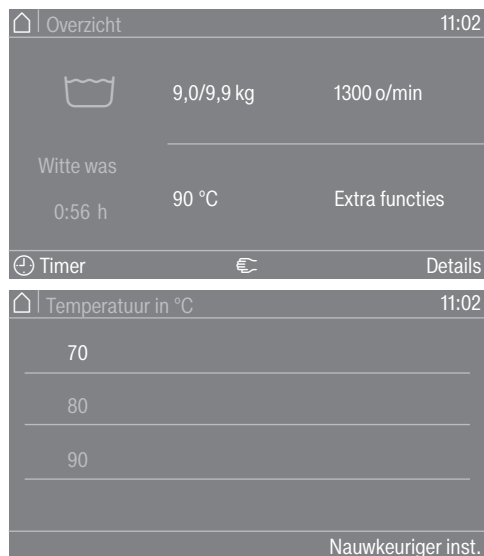 Overzicht 11:02
9,0/9,9 kg 1300 o/min
Witte was
0:56 h
90 °C Extra functies
Timer Details
Temperatuur in °C 11:02
70
80
90
Nauwkeuriger inst.